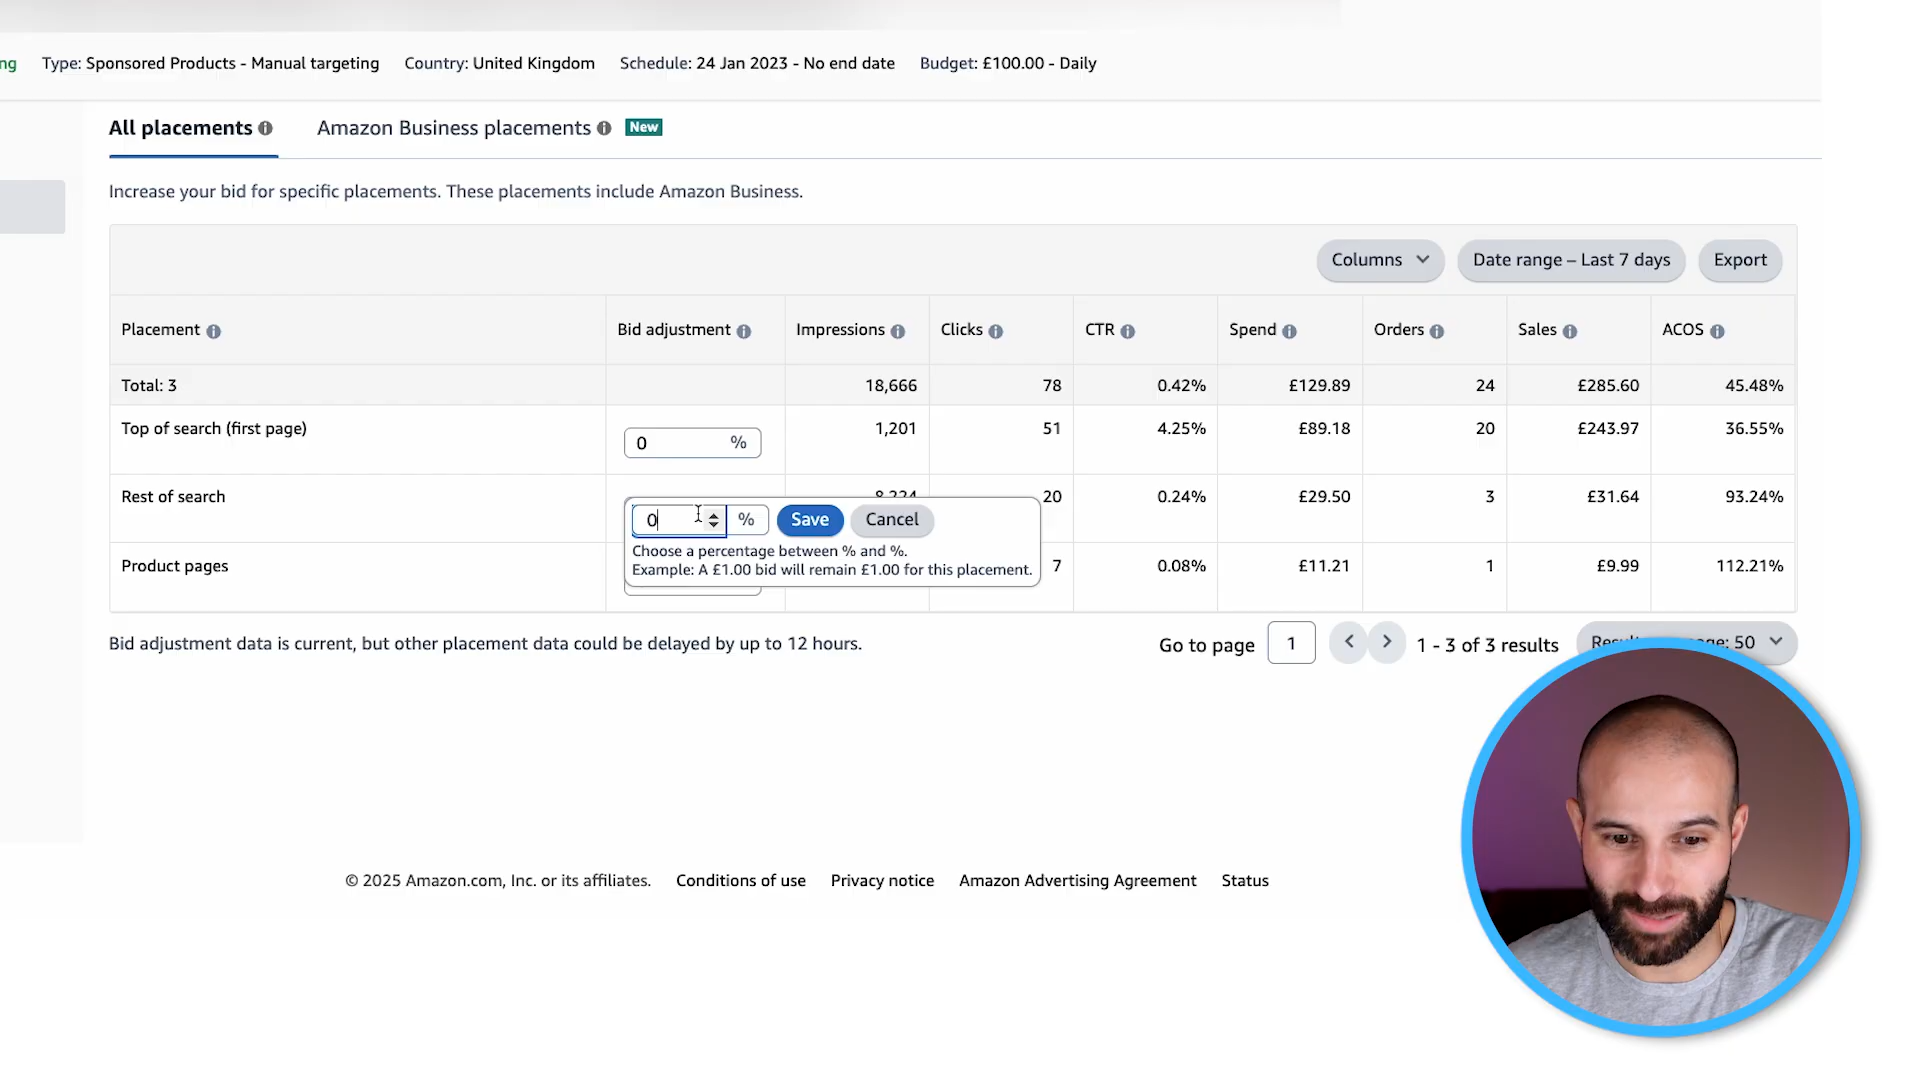 ng Type: Sponsored Products - Manual targeting Country: United Kingdom Schedule: 24 Jan 2023 - No end date Budget: £100.00 - Daily
All placements Amazon Business placements New
Increase your bid for specific placements. These placements include Amazon Business.
Columns Date range – Last 7 days Export
Placement Bid adjustment Impressions Clicks CTR Spend Orders Sales ACOS
Total: 3 18,666 78 0.42% £129.89 24 £285.60 45.48%
Top of search (first page) 0 % 1,201 51 4.25% £89.18 20 £243.97 36.55%
Rest of search 8,224 20 0.24% £29.50 3 £31.64 93.24%
0 % Save Cancel
Choose a percentage between % and %.
Example: A £1.00 bid will remain £1.00 for this placement.
Product pages 7 0.08% £11.21 1 £9.99 112.21%
Bid adjustment data is current, but other placement data could be delayed by up to 12 hours. Go to page 1 1 - 3 of 3 results 50
© 2025 Amazon.com, Inc. or its affiliates. Conditions of use Privacy notice Amazon Advertising Agreement Status